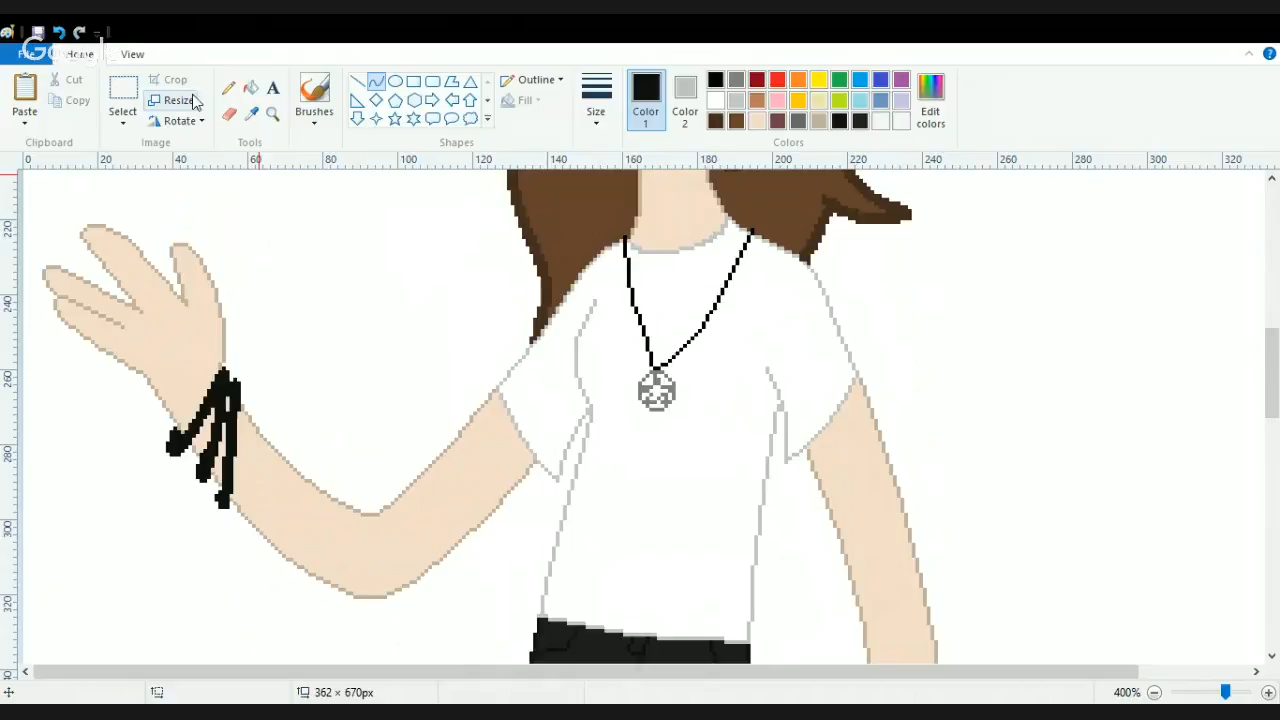 Google
File Home View
Paste
Cut
Copy
Clipboard
Select
Crop
Resize
Rotate
Image
A
Tools
Brushes
Shapes
Outline
Fill
Size
Color 1
Color 2
Edit colors
Colors
0 20 40 60 80 100 120 140 160 180 200 220 240 260 280 300 320
220
240
260
280
300
320
362 × 670px
400%